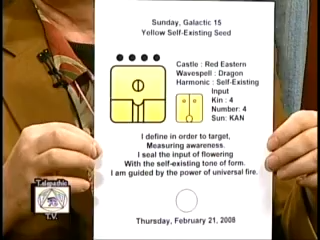 Sunday, Galactic 15
Yellow Self-Existing Seed
Castle : Red Eastern
Wavespell : Dragon
Harmonic : Self-Existing
Input
Kin : 4
Number: 4
Sun: KAN
I define in order to target,
Measuring awareness.
I seal the input of flowering
With the self-existing tone of form.
I am guided by the power of universal fire.
Thursday, February 21, 2008
Telepathic
T.V.